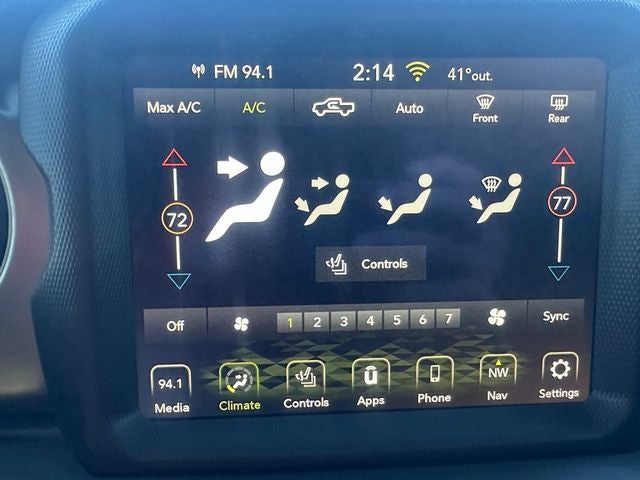 FM 94.1 2:14 41°out.
Max A/C A/C Auto Front Rear
72 77
Controls
Off 1 2 3 4 5 6 7 Sync
94.1 NW
Media Climate Controls Apps Phone Nav Settings